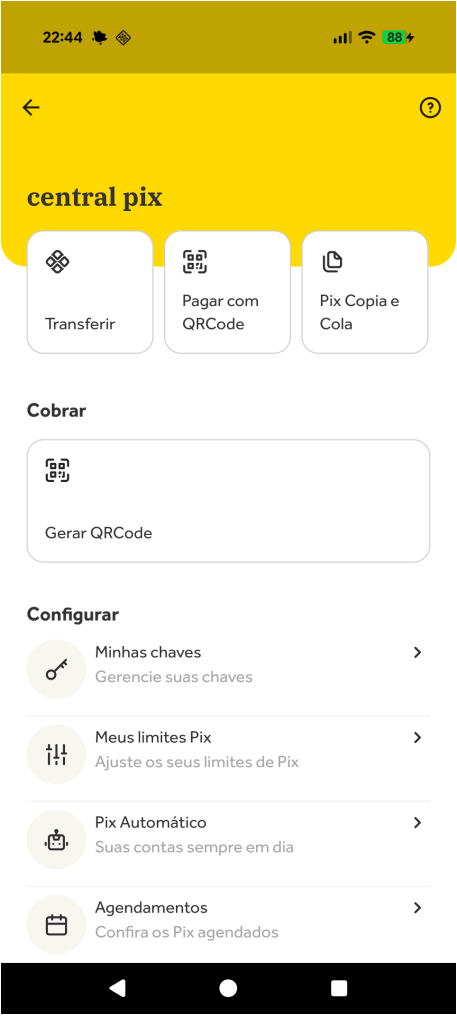 22:44
88
central pix
Transferir
Pagar com
QRCode
Pix Copia e
Cola
Cobrar
Gerar QRCode
Configurar
Minhas chaves
Gerencie suas chaves
Meus limites Pix
Ajuste os seus limites de Pix
Pix Automático
Suas contas sempre em dia
Agendamentos
Confira os Pix agendados